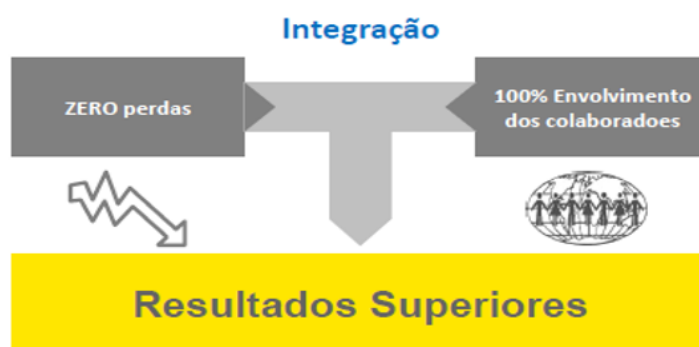 Integração
ZERO perdas
100% Envolvimento
dos colaboradoes
Resultados Superiores